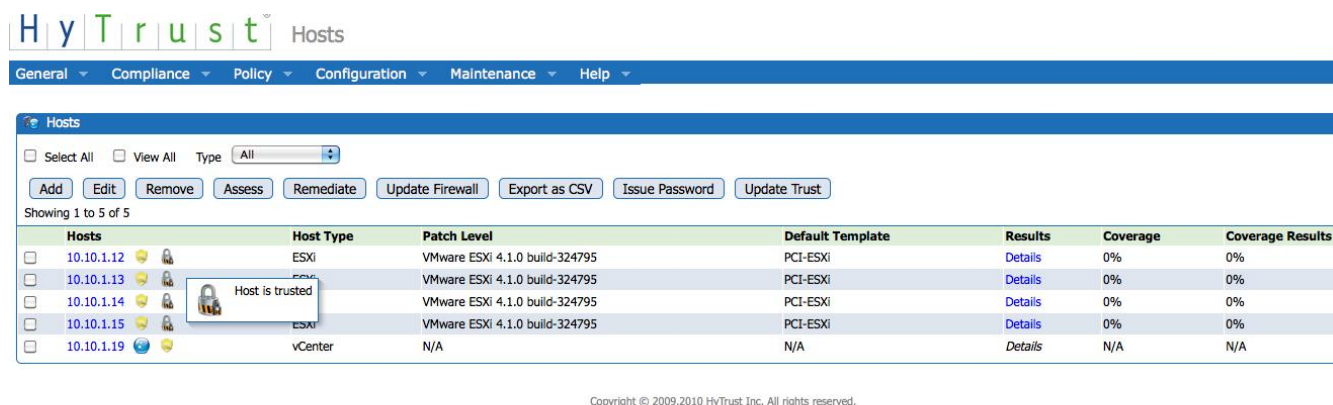 HyTrust® Hosts
General Compliance Policy Configuration Maintenance Help
Hosts
Select All View All Type All
Add Edit Remove Assess Remediate Update Firewall Export as CSV Issue Password Update Trust
Showing 1 to 5 of 5
Hosts Host Type Patch Level Default Template Results Coverage Coverage Results
10.10.1.12 ESXi VMware ESXi 4.1.0 build-324795 PCI-ESXi Details 0% 0%
10.10.1.13 ESXi VMware ESXi 4.1.0 build-324795 PCI-ESXi Details 0% 0%
Host is trusted
10.10.1.14 VMware ESXi 4.1.0 build-324795 PCI-ESXi Details 0% 0%
10.10.1.15 ESXi VMware ESXi 4.1.0 build-324795 PCI-ESXi Details 0% 0%
10.10.1.19 vCenter N/A N/A Details N/A N/A
Copyright © 2009,2010 HyTrust Inc. All rights reserved.